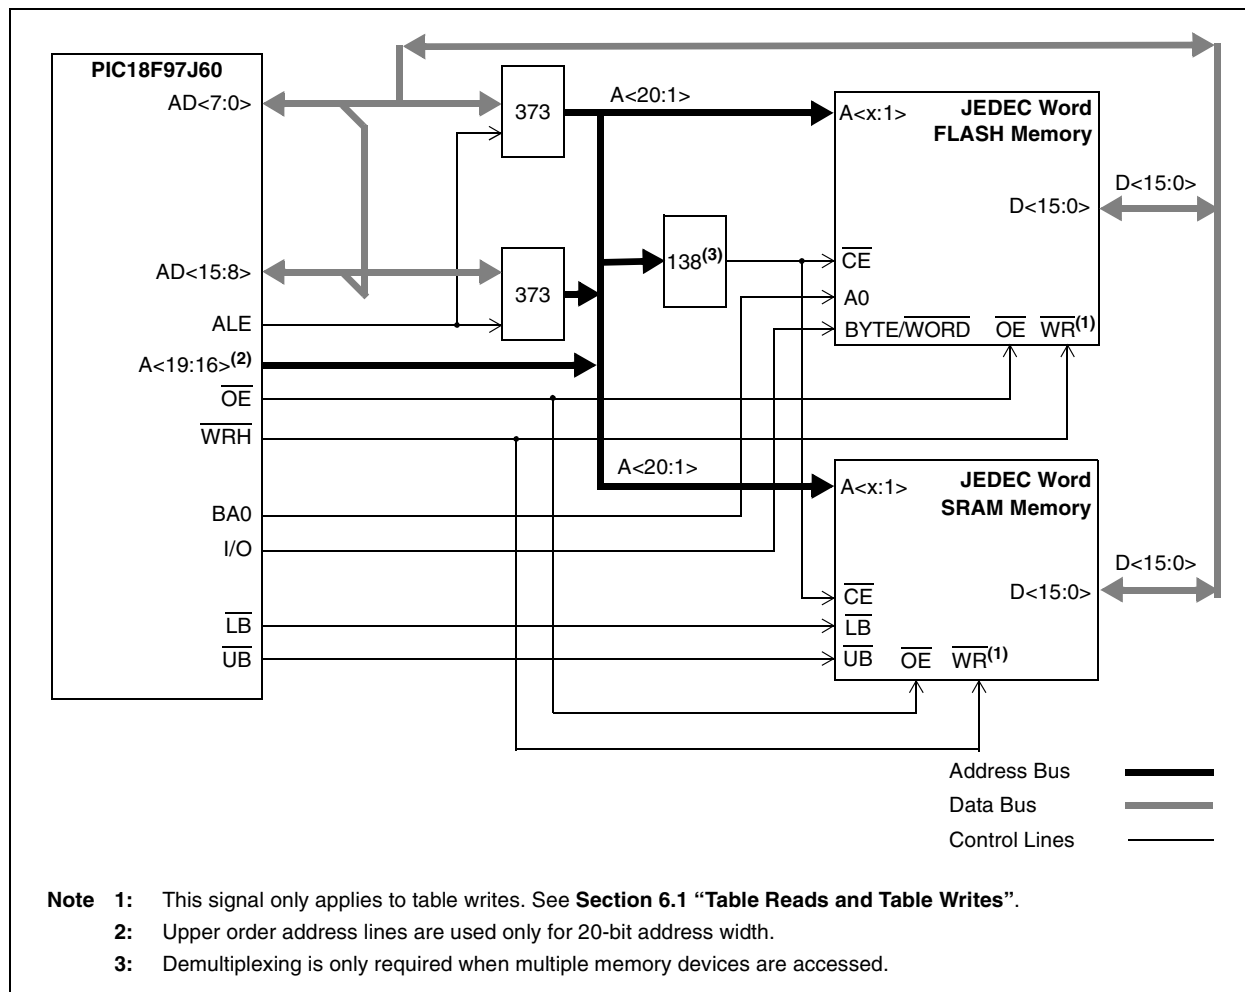 PIC18F97J60
AD<7:0>
AD<15:8>
ALE
A<19:16>(2)
OE
WRH
BA0
I/O
LB
UB
373
373
A<20:1>
138(3)
A<20:1>
JEDEC Word
FLASH Memory
A<x:1>
D<15:0>
CE
A0
BYTE/WORD
OE
WR(1)
D<15:0>
JEDEC Word
SRAM Memory
A<x:1>
D<15:0>
CE
LB
UB
OE
WR(1)
D<15:0>
Address Bus
Data Bus
Control Lines
Note 1: This signal only applies to table writes. See Section 6.1 “Table Reads and Table Writes”.
2: Upper order address lines are used only for 20-bit address width.
3: Demultiplexing is only required when multiple memory devices are accessed.